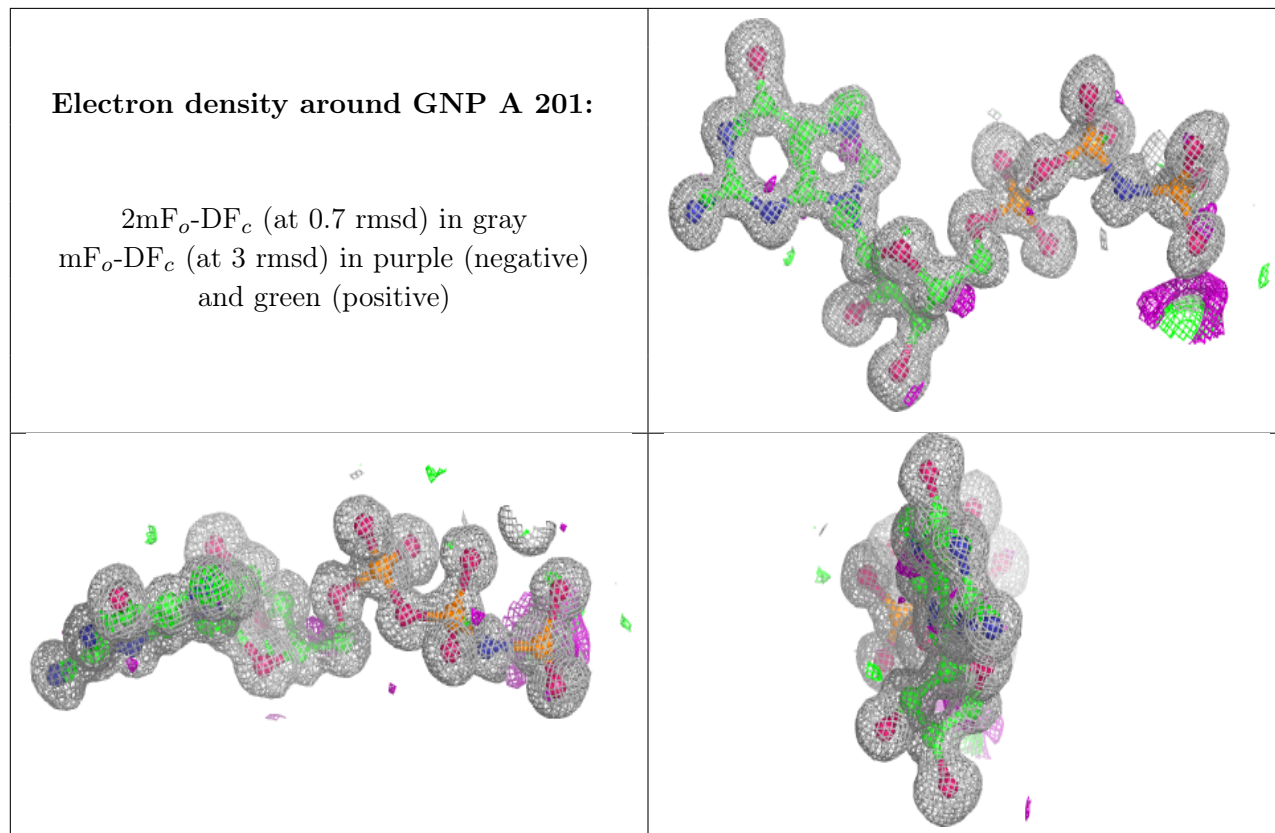 Electron density around GNP A 201:
2mFo-DFc (at 0.7 rmsd) in gray
mFo-DFc (at 3 rmsd) in purple (negative)
and green (positive)